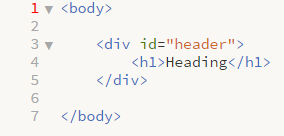 1 ▼ <body>
2
3 ▼ <div id="header">
4 <h1>Heading</h1>
5 </div>
6
7 </body>